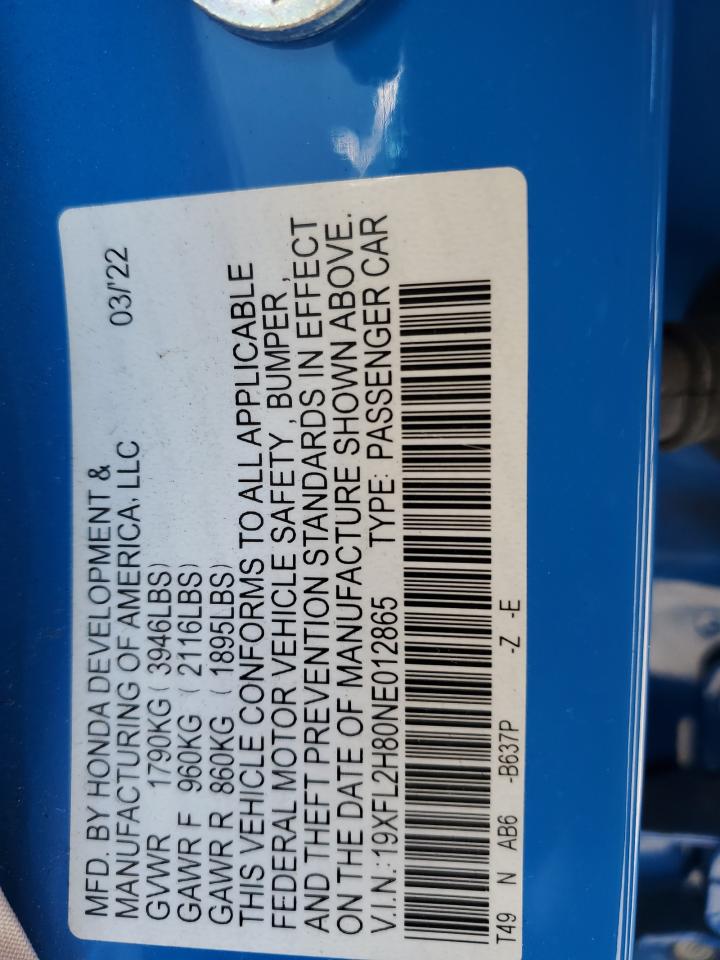 MFD. BY HONDA DEVELOPMENT &
MANUFACTURING OF AMERICA, LLC 03/'22
GVWR 1790KG ( 3946LBS)
GAWR F 960KG ( 2116LBS)
GAWR R 860KG ( 1895LBS)
THIS VEHICLE CONFORMS TO ALL APPLICABLE
FEDERAL MOTOR VEHICLE SAFETY, BUMPER,
AND THEFT PREVENTION STANDARDS IN EFFECT
ON THE DATE OF MANUFACTURE SHOWN ABOVE.
V.I.N.: 19XFL2H80NE012865 TYPE: PASSENGER CAR
T49 N AB6 -B637P -Z -E